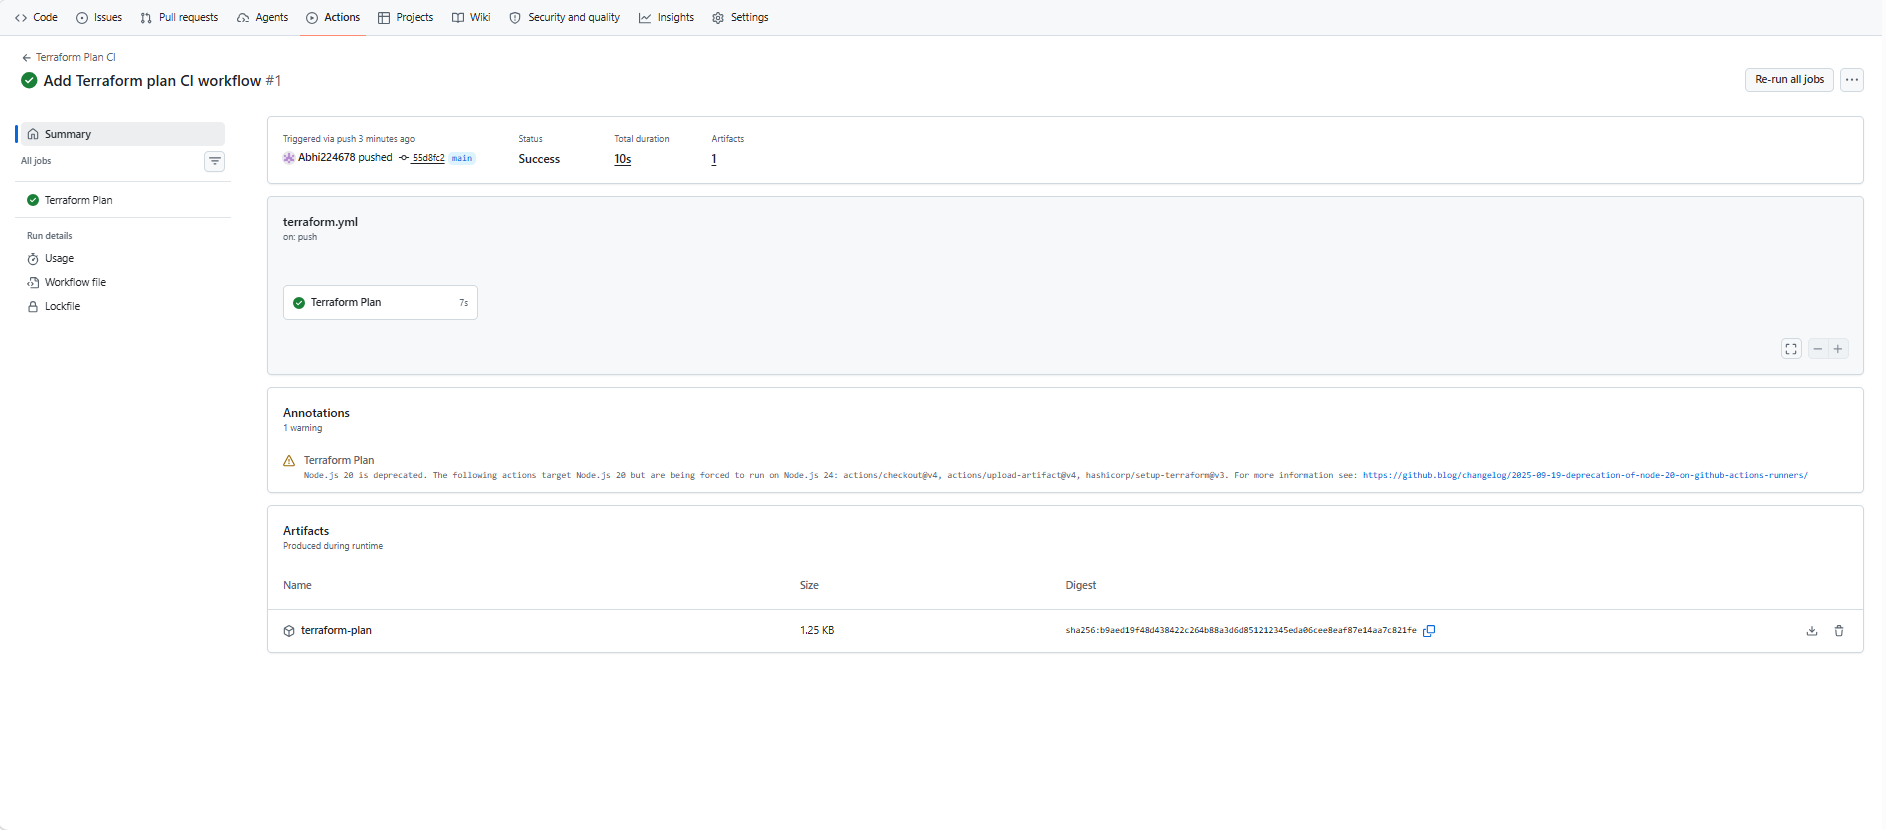 Code Issues Pull requests Agents Actions Projects Wiki Security and quality Insights Settings
Terraform Plan CI
Add Terraform plan CI workflow #1
Re-run all jobs
Summary
All jobs
Terraform Plan
Run details
Usage
Workflow file
Lockfile
Triggered via push 3 minutes ago
Abhi224678 pushed 55d8fc2 main
Status
Success
Total duration
10s
Artifacts
1
terraform.yml
on: push
Terraform Plan 7s
Annotations
1 warning
Terraform Plan
Node.js 20 is deprecated. The following actions target Node.js 20 but are being forced to run on Node.js 24: actions/checkout@v4, actions/upload-artifact@v4, hashicorp/setup-terraform@v3. For more information see: https://github.blog/changelog/2025-09-19-deprecation-of-node-20-on-github-actions-runners/
Artifacts
Produced during runtime
Name Size Digest
terraform-plan 1.25 KB sha256:b9aed19f48d438422c264b88a3d6d851212345eda06cee8eaf87e14aa7c821fe